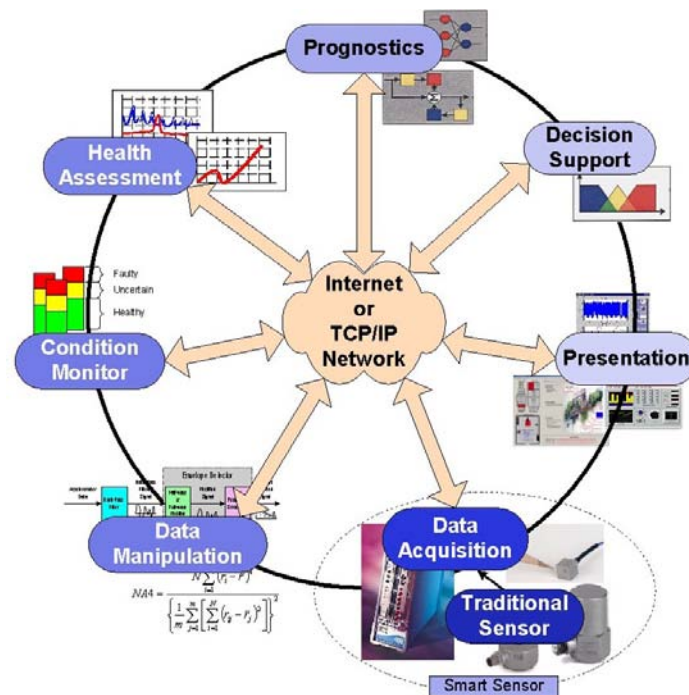 Prognostics
Decision
Support
Health
Assessment
Internet
or
TCP/IP
Network
Faulty
Uncertain
Healthy
Condition
Monitor
Presentation
Envelope Detector
Data
Manipulation
Data
Acquisition
Traditional
Sensor
NA4 =
Smart Sensor